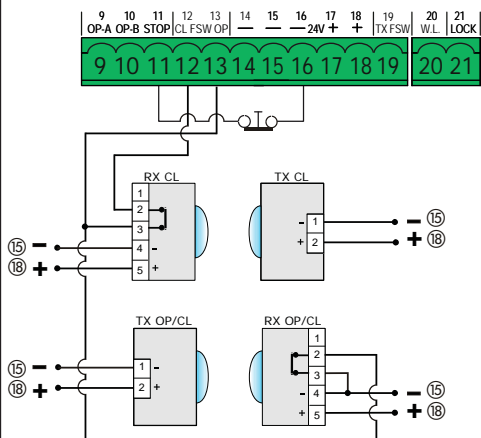 9 10 11 12 13 14 15 16 17 18 19 20 21
OP-A OP-B STOP CL FSW OP — — — 24V + + TX FSW W.L. LOCK
9 10 11 12 13 14 15 16 17 18 19 20 21
T
RX CL
TX CL
1
2
3
4 -
5 +
- 1
+ 2
⑮ -
⑱ +
- ⑮
+ ⑱
TX OP/CL
RX OP/CL
1 -
2 +
1
2
3
- 4
+ 5
⑮ -
⑱ +
- ⑮
+ ⑱